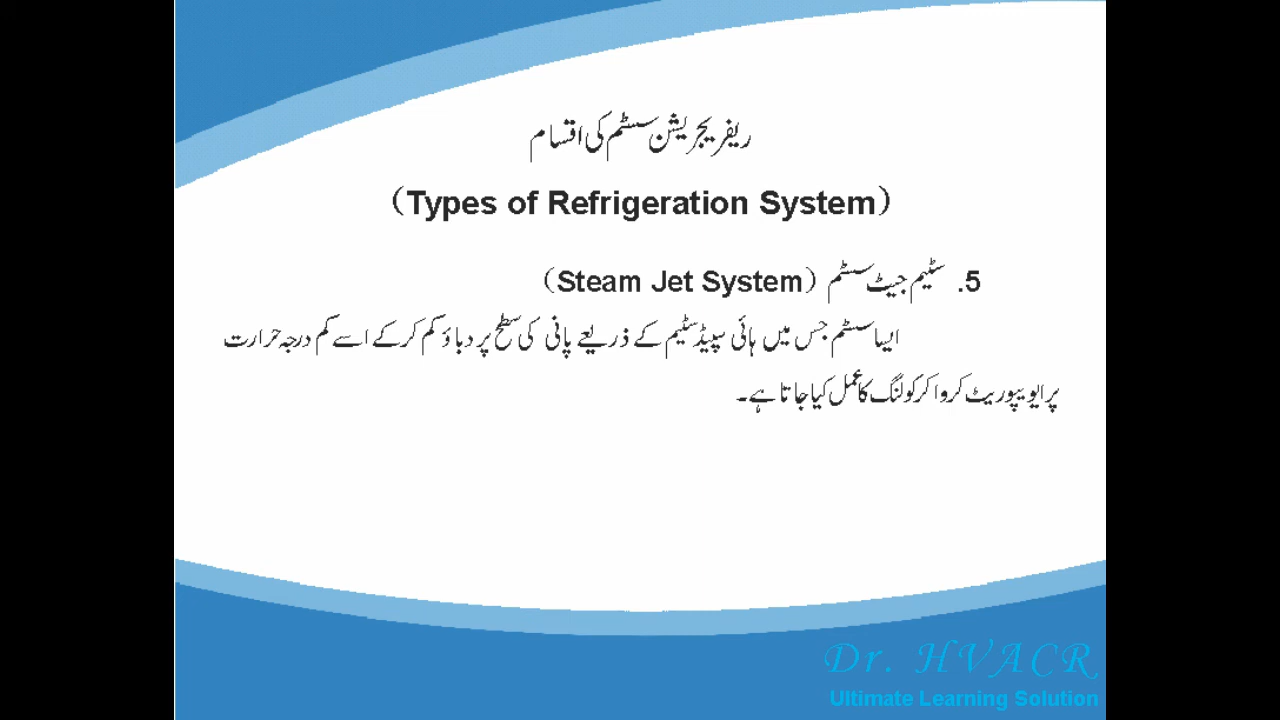 ریفریجریشن سسٹم کی اقسام
(Types of Refrigeration System)
5. سٹیم جیٹ سسٹم (Steam Jet System)
ایسا سسٹم جس میں ہائی سپیڈ سٹیم کے ذریعے پانی کی سطح پر دباؤ کم کر کے اسے کم درجہ حرارت
پر ایویپوریٹ کروا کر کولنگ کا عمل کیا جاتا ہے۔
Dr. HVACR
Ultimate Learning Solution